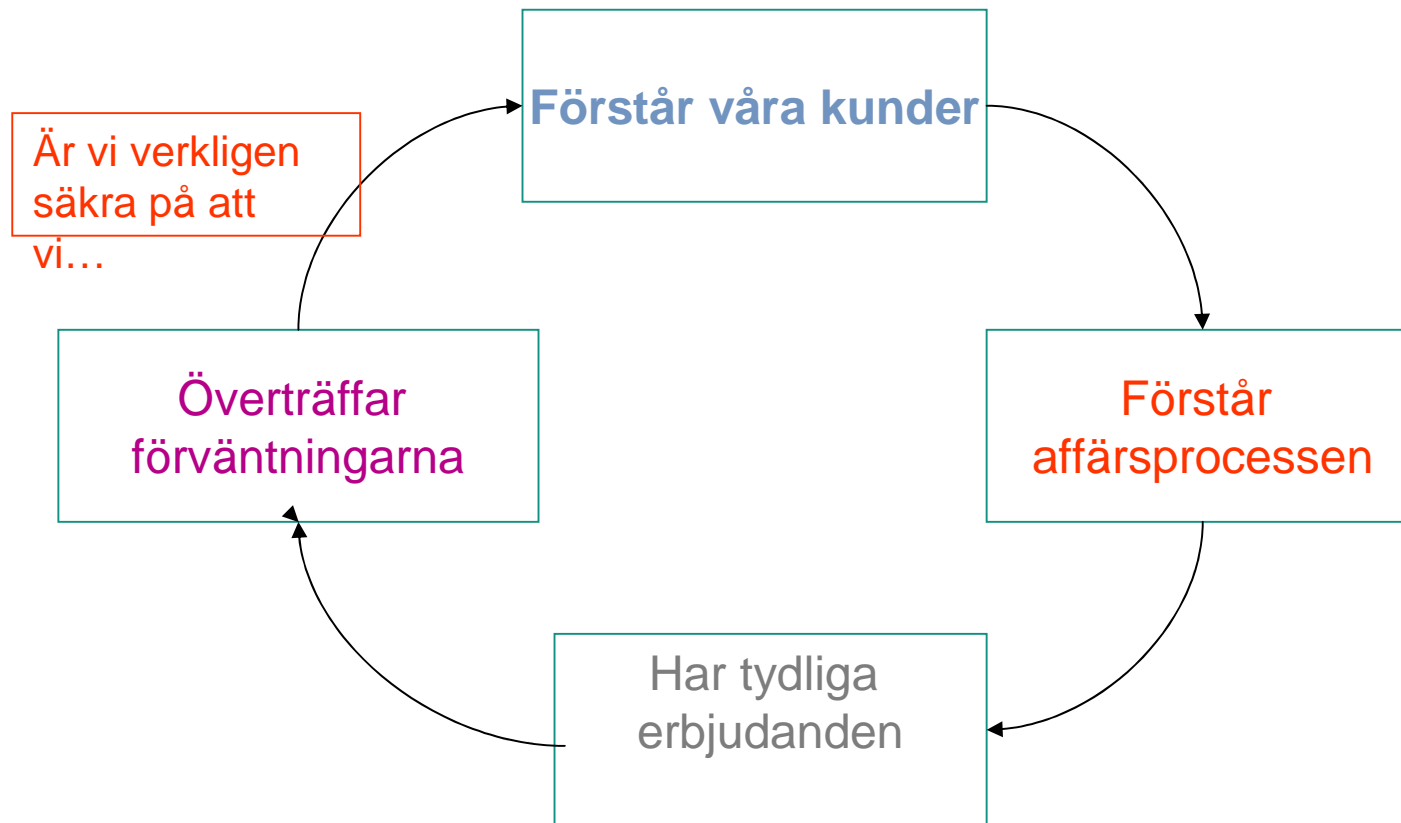 Förstår våra kunder
Är vi verkligen
säkra på att
vi…
Överträffar
förväntningarna
Förstår
affärsprocessen
Har tydliga
erbjudanden